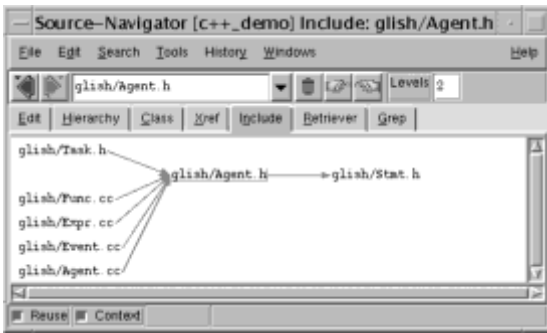 Source-Navigator [c++_demo] Include: glish/Agent.h
File Edit Search Tools History Windows Help
glish/Agent.h Levels 2
Edit Hierarchy Class Xref Include Retriever Grep
glish/Task.h
glish/Agent.h glish/Stmt.h
glish/Func.cc
glish/Expr.cc
glish/Event.cc
glish/Agent.cc
Reuse Context